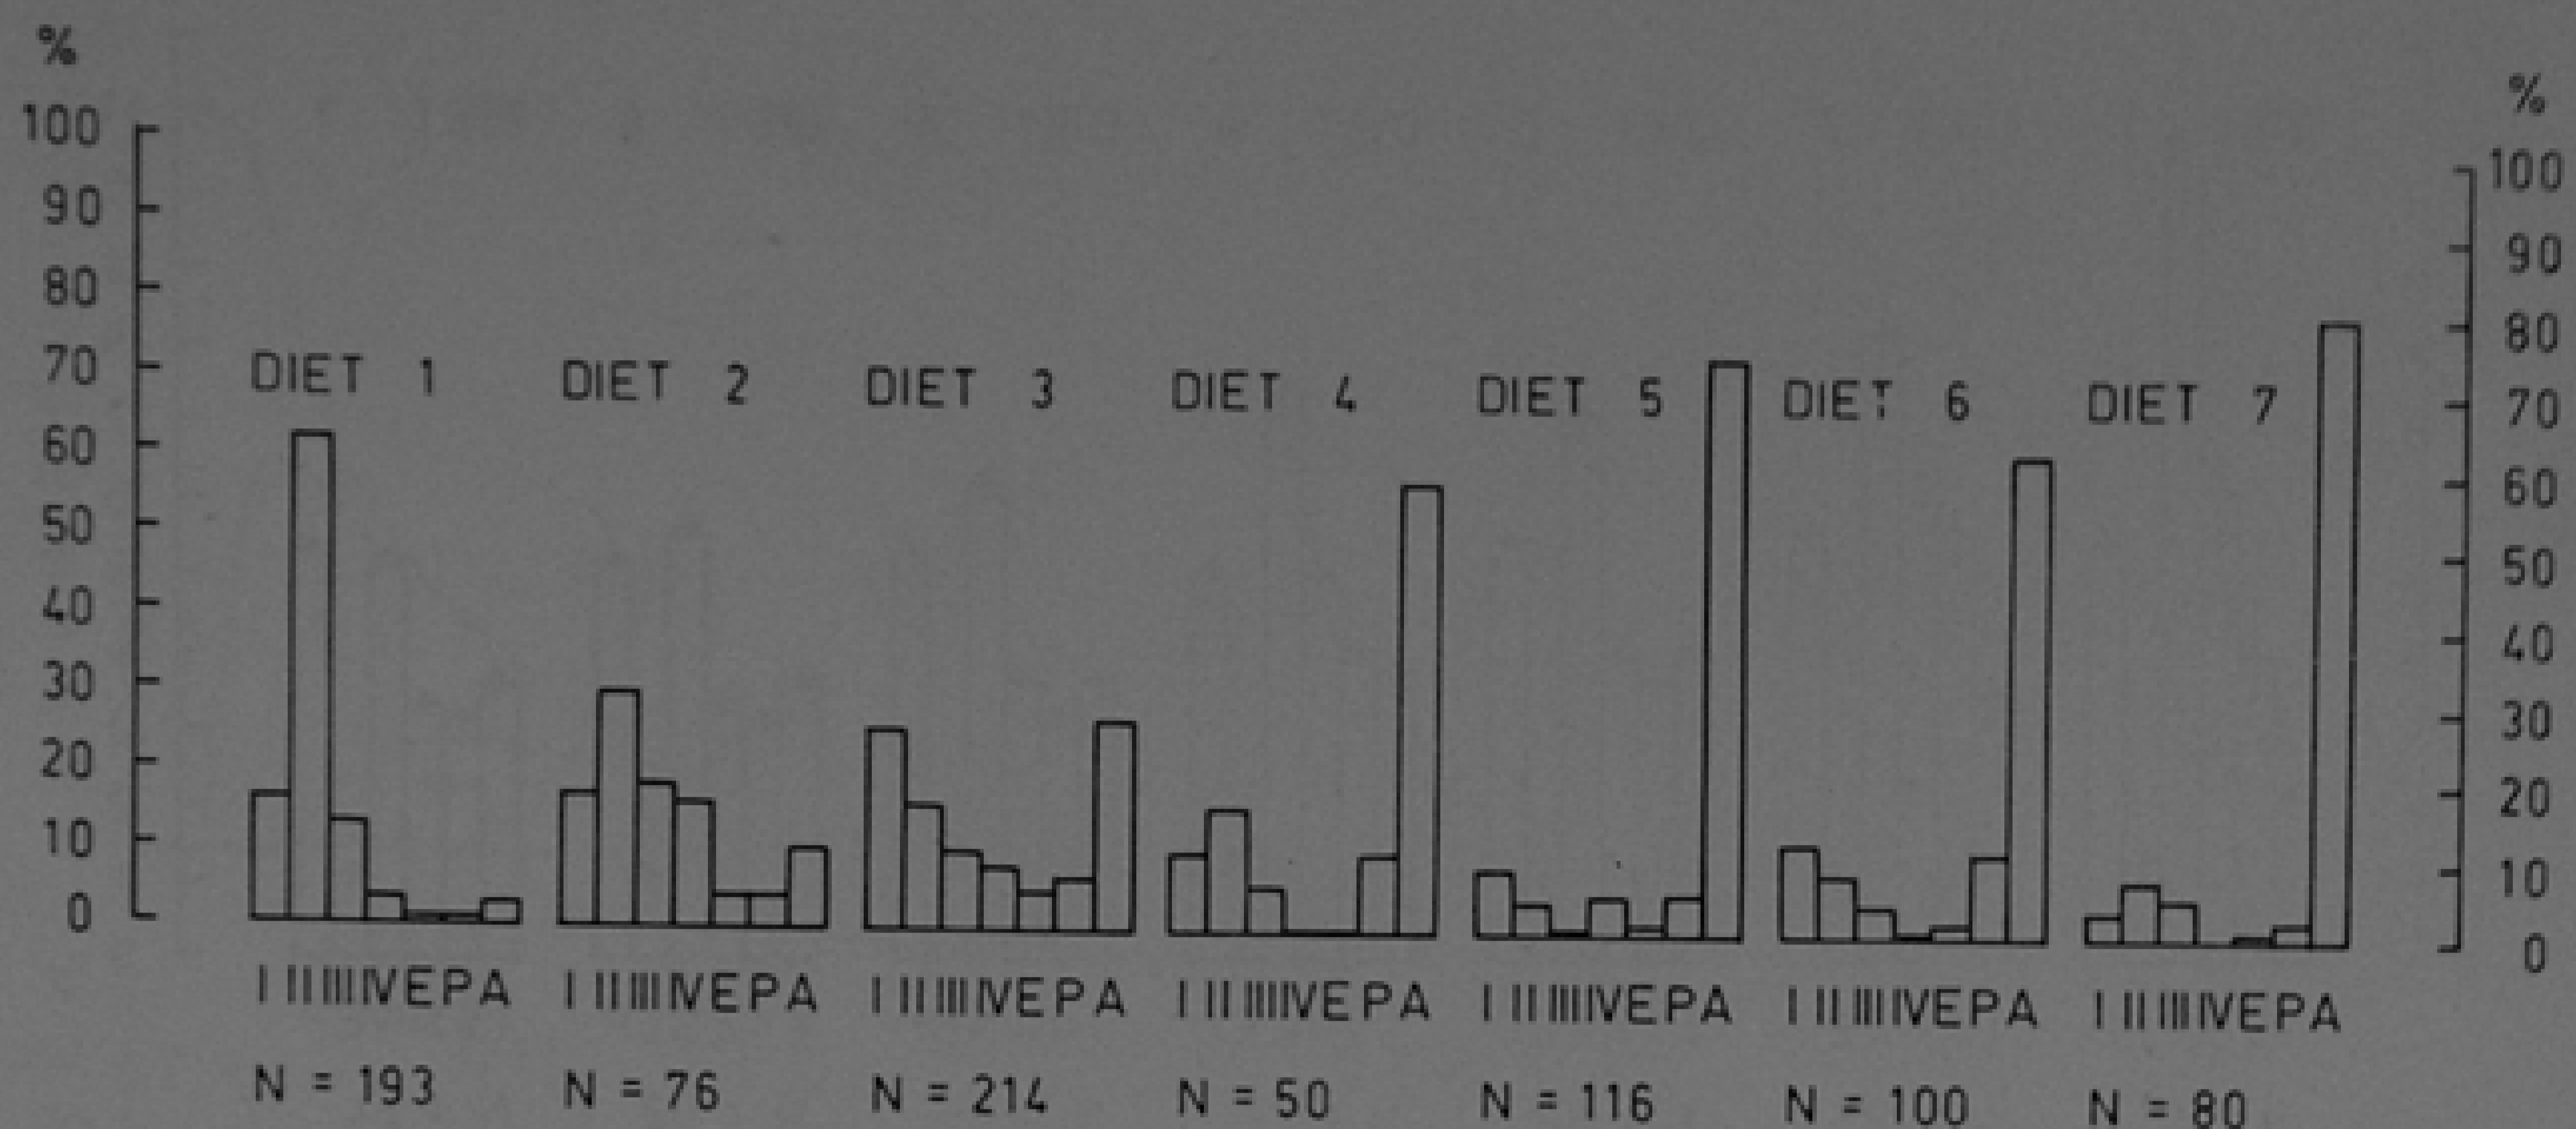 %
%
100
90
80
70
60
50
40
30
20
10
0
100
90
80
70
60
50
40
30
20
10
0
DIET 1
DIET 2
DIET 3
DIET 4
DIET 5
DIET 6
DIET 7
I II III IV E P A
I II III IV E P A
I II III IV E P A
I II III IV E P A
I II III IV E P A
I II III IV E P A
I II III IV E P A
N = 193
N = 76
N = 214
N = 50
N = 116
N = 100
N = 80